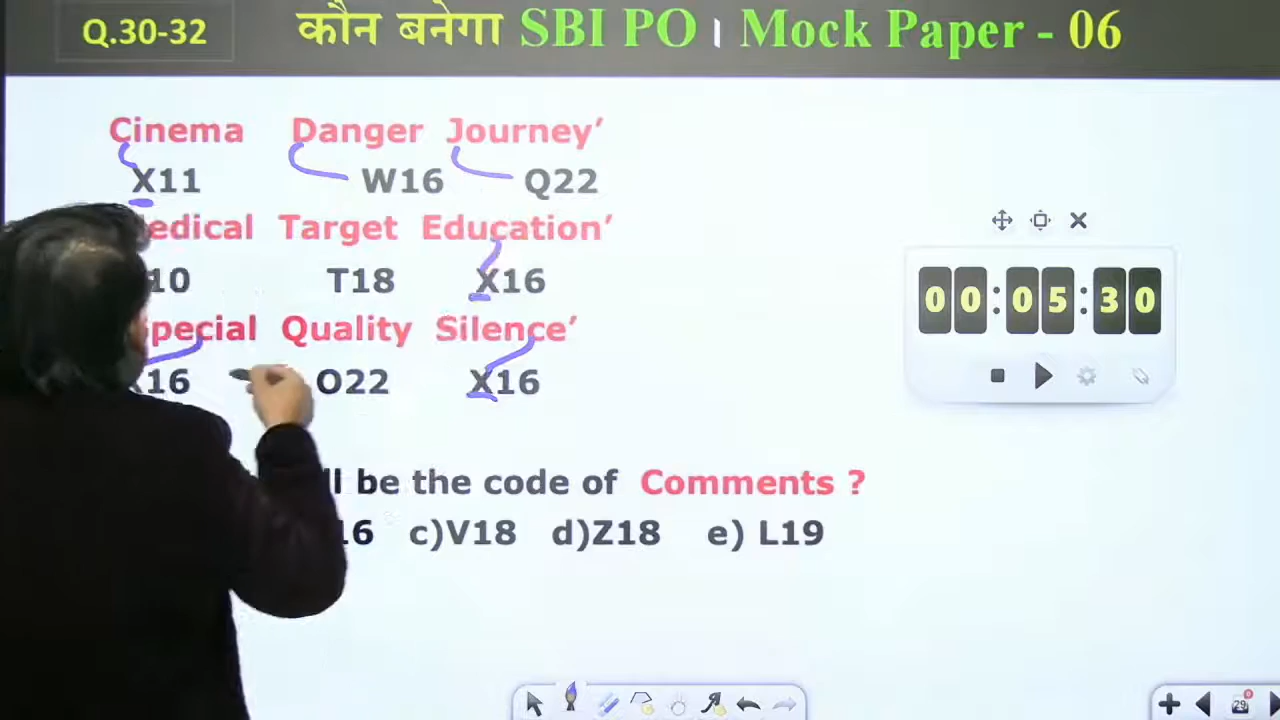 Q.30-32 कौन बनेगा SBI PO । Mock Paper - 06
Cinema Danger Journey’
X11 W16 Q22
edical Target Education’
10 T18 X16
pecial Quality Silence’
16 O22 X16
be the code of Comments ?
16 c)V18 d)Z18 e) L19
00:05:30
29